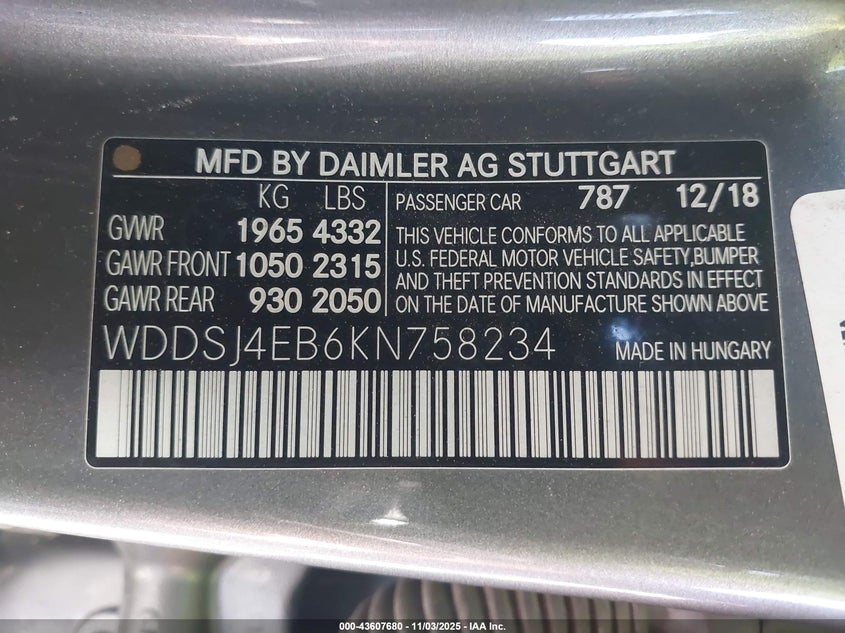 MFD BY DAIMLER AG STUTTGART
KG LBS
GVWR 1965 4332
GAWR FRONT 1050 2315
GAWR REAR 930 2050
PASSENGER CAR 787 12/18
THIS VEHICLE CONFORMS TO ALL APPLICABLE
U.S. FEDERAL MOTOR VEHICLE SAFETY,BUMPER
AND THEFT PREVENTION STANDARDS IN EFFECT
ON THE DATE OF MANUFACTURE SHOWN ABOVE
WDDSJ4EB6KN758234
MADE IN HUNGARY
000-43607680 - 11/03/2025 - IAA Inc.